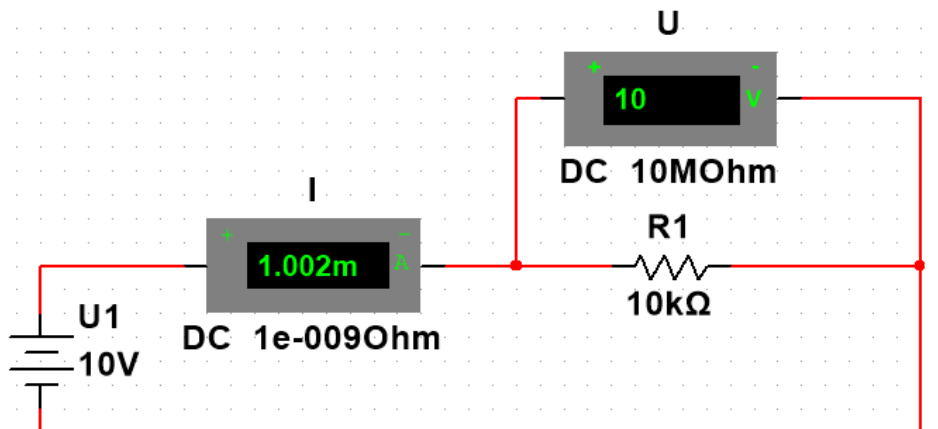 U
+ -
10 V
DC 10MOhm
I
+ -
1.002m A
DC 1e-009Ohm
R1
10kΩ
U1
10V